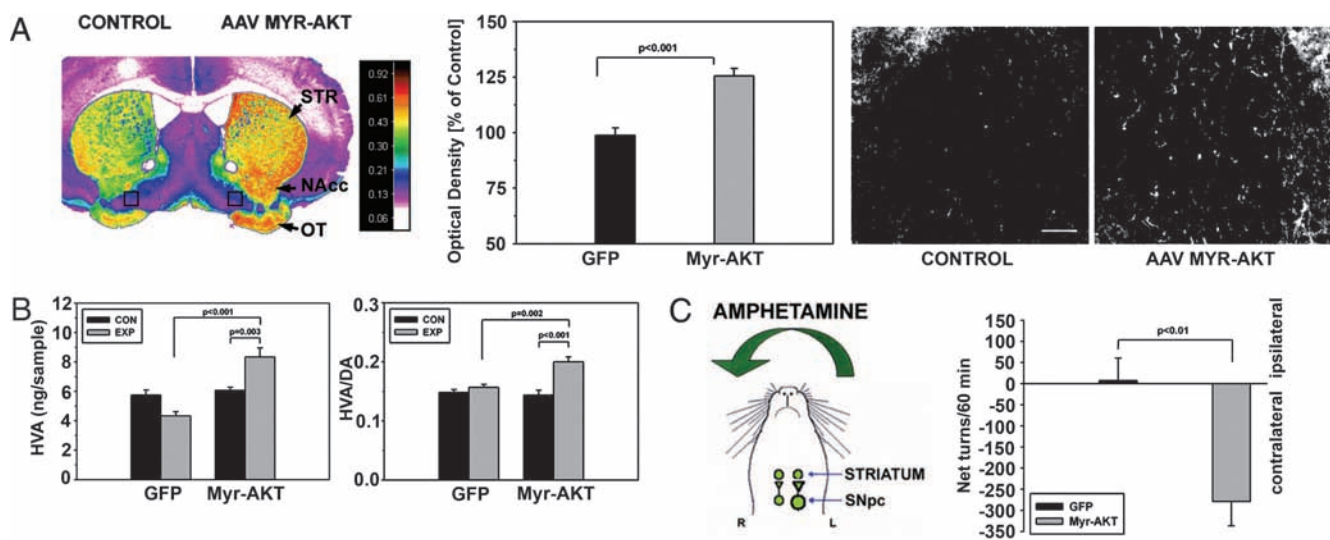 A
CONTROL AAV MYR-AKT
STR
NAcc
OT
0.92
0.61
0.43
0.31
0.21
0.13
0.06
Optical Density [% of Control]
150
125
100
75
50
p<0.001
GFP Myr-AKT
CONTROL AAV MYR-AKT
B
HVA (ng/sample)
12
10
8
6
4
2
0
CON
EXP
p<0.001
p=0.003
GFP Myr-AKT
HVA/DA
0.3
0.2
0.1
0.0
CON
EXP
p=0.002
p<0.001
GFP Myr-AKT
C
AMPHETAMINE
STRIATUM
SNpc
R L
Net turns/60 min
150
100
50
0
-50
-100
-150
-200
-250
-300
-350
p<0.01
GFP
Myr-AKT
contralateral ipsilateral